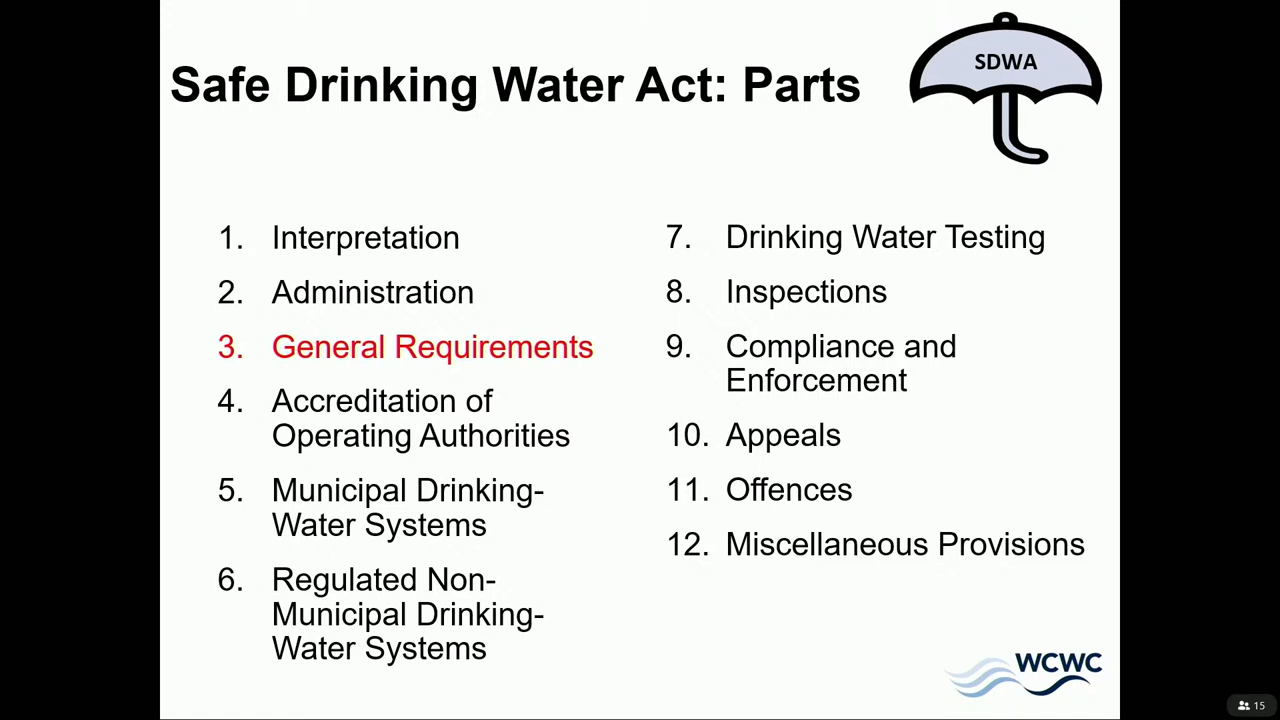 Safe Drinking Water Act: Parts
SDWA
1. Interpretation
2. Administration
3. General Requirements
4. Accreditation of
Operating Authorities
5. Municipal Drinking-
Water Systems
6. Regulated Non-
Municipal Drinking-
Water Systems
7. Drinking Water Testing
8. Inspections
9. Compliance and
Enforcement
10. Appeals
11. Offences
12. Miscellaneous Provisions
WCWC
15